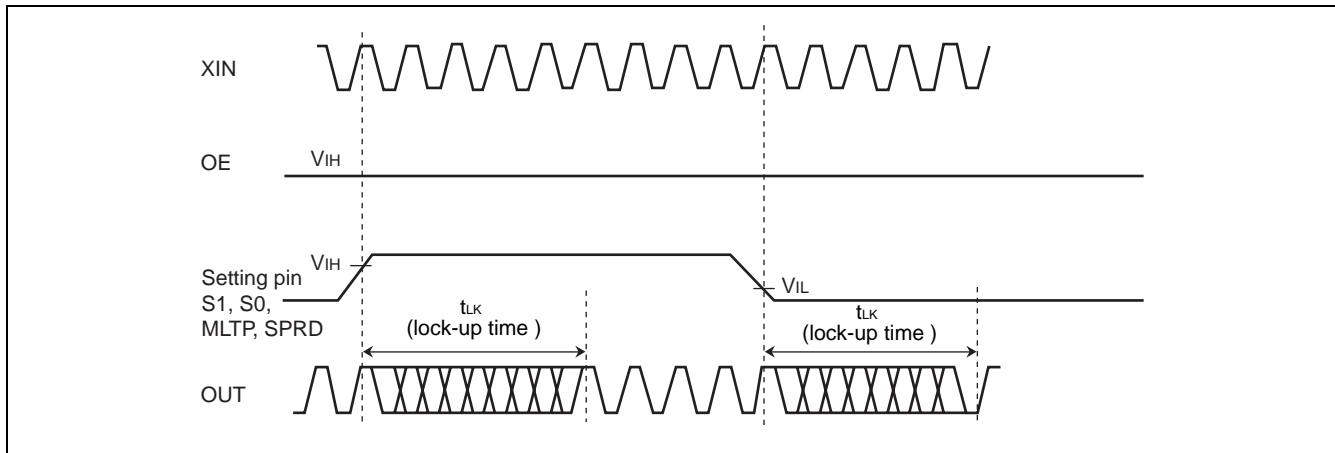 XIN
OE
VIH
VIH
Setting pin
S1, S0,
MLTP, SPRD
VIL
tLK
(lock-up time )
tLK
(lock-up time )
OUT